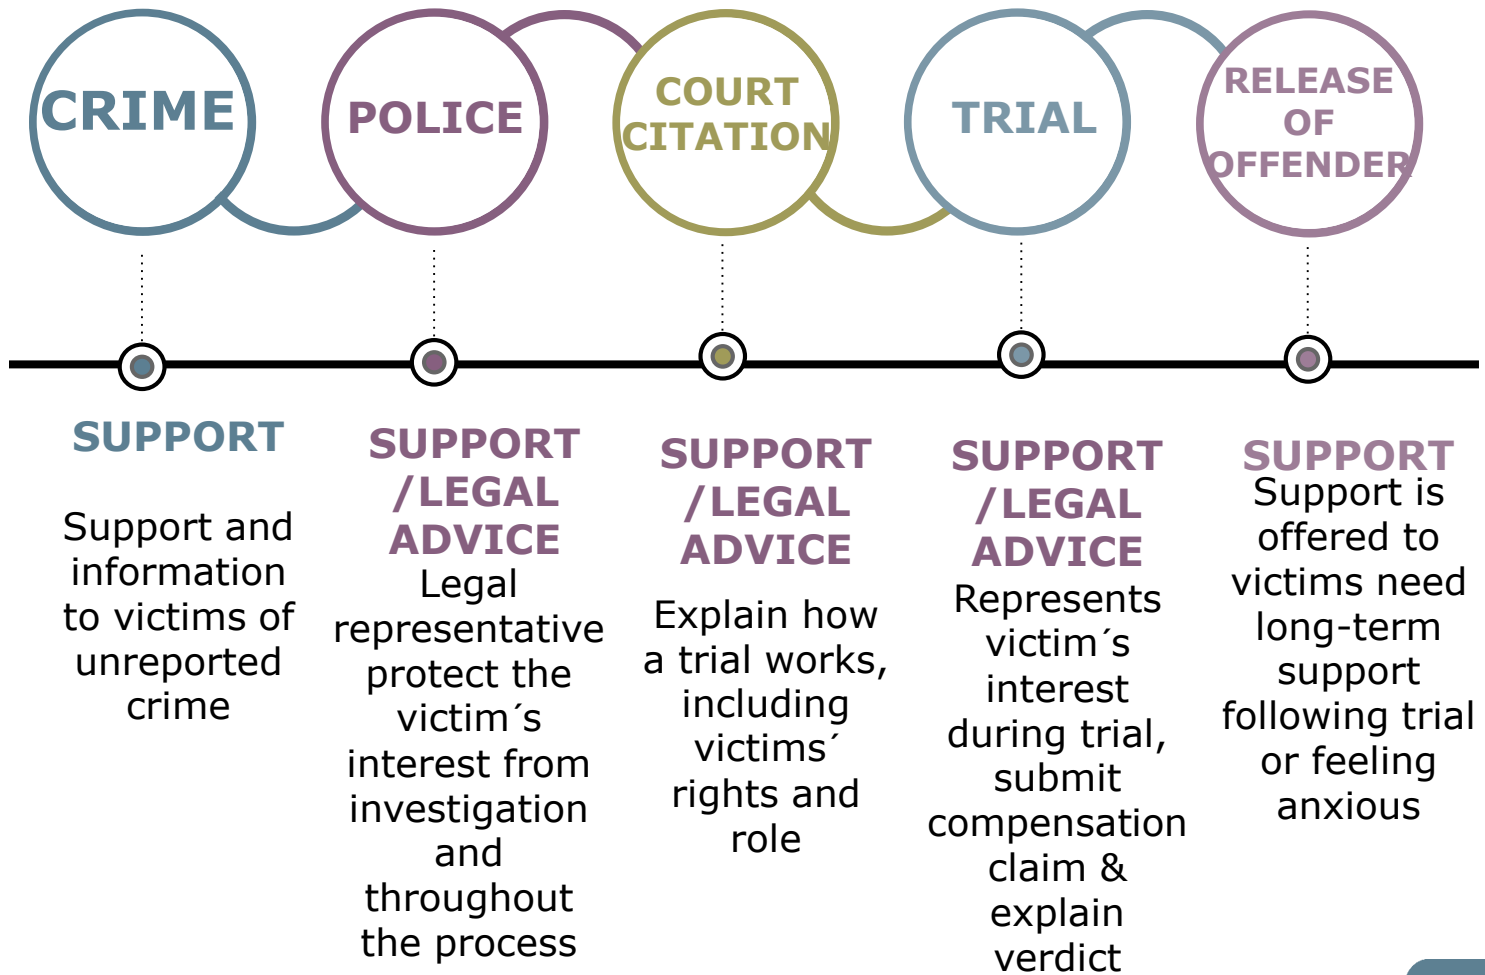 CRIME
POLICE
COURT
CITATION
TRIAL
RELEASE
OF
OFFENDER
SUPPORT
Support and
information
to victims of
unreported
crime
SUPPORT
/LEGAL
ADVICE
Legal
representative
protect the
victim´s
interest from
investigation
and
throughout
the process
SUPPORT
/LEGAL
ADVICE
Explain how
a trial works,
including
victims´
rights and
role
SUPPORT
/LEGAL
ADVICE
Represents
victim´s
interest
during trial,
submit
compensation
claim &
explain
verdict
SUPPORT
Support is
offered to
victims need
long-term
support
following trial
or feeling
anxious